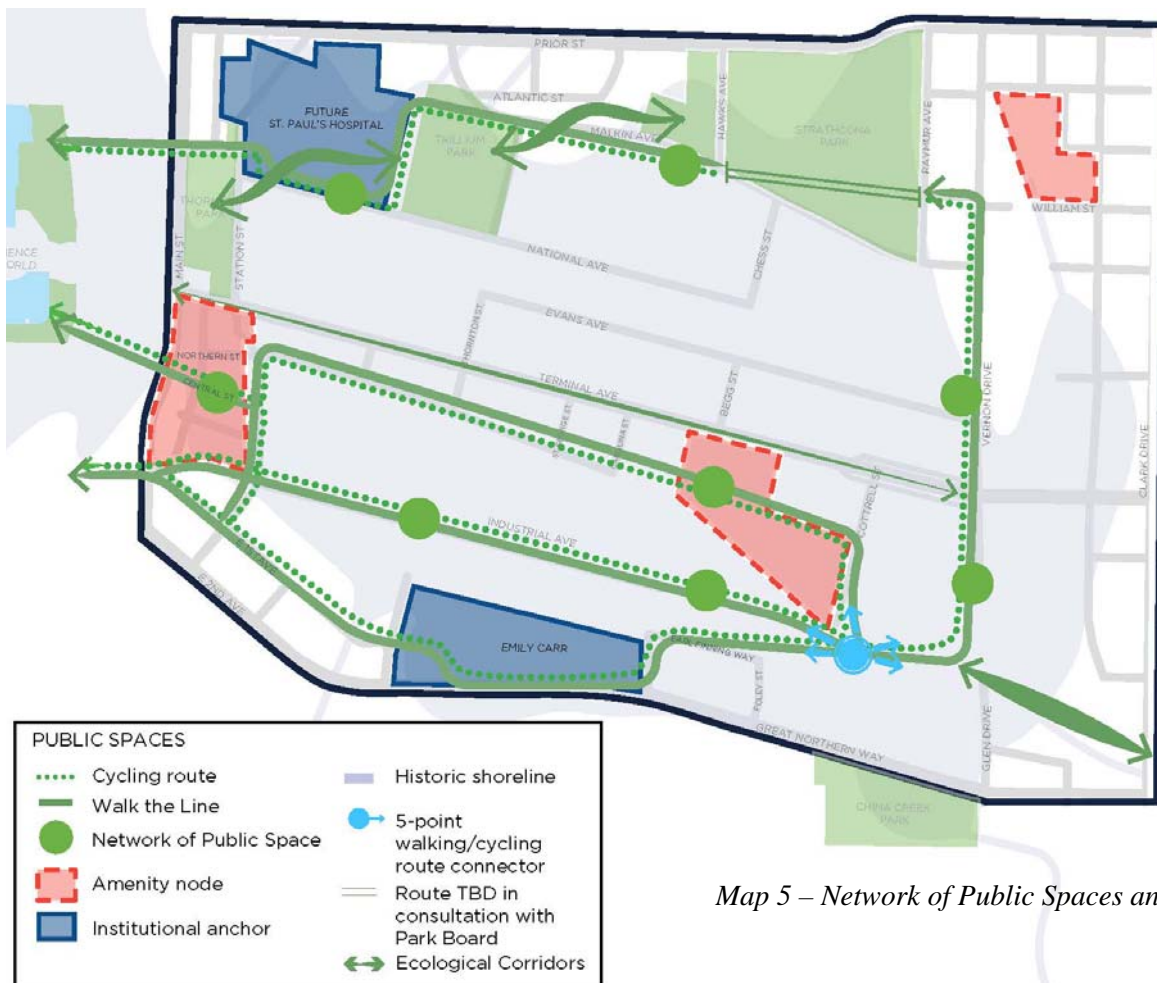 PRIOR ST
FUTURE
ST. PAUL'S HOSPITAL
ATLANTIC ST
MALKIN AVE
HAWKS AVE
STRATHCONA
PARK
RAYMUR AVE
TRILLIUM
PARK
WILLIAM ST
MAIN ST
STATION ST
NATIONAL AVE
CHESS ST
IENCE
ORLD
THORNTON ST
EVANS AVE
NORTHERN ST
CENTRAL ST
TERMINAL AVE
BEGG ST
VERNON DRIVE
CLARK DRIVE
COTTRELL ST
INDUSTRIAL AVE
E 1ST AVE
E 2ND AVE
EMILY CARR
FOLEY ST
GREAT NORTHERN WAY
GLEN DRIVE
CHINA CREEK
PARK
PUBLIC SPACES
Cycling route
Walk the Line
Network of Public Space
Amenity node
Institutional anchor
Historic shoreline
5-point
walking/cycling
route connector
Route TBD in
consultation with
Park Board
Ecological Corridors
Map 5 – Network of Public Spaces an